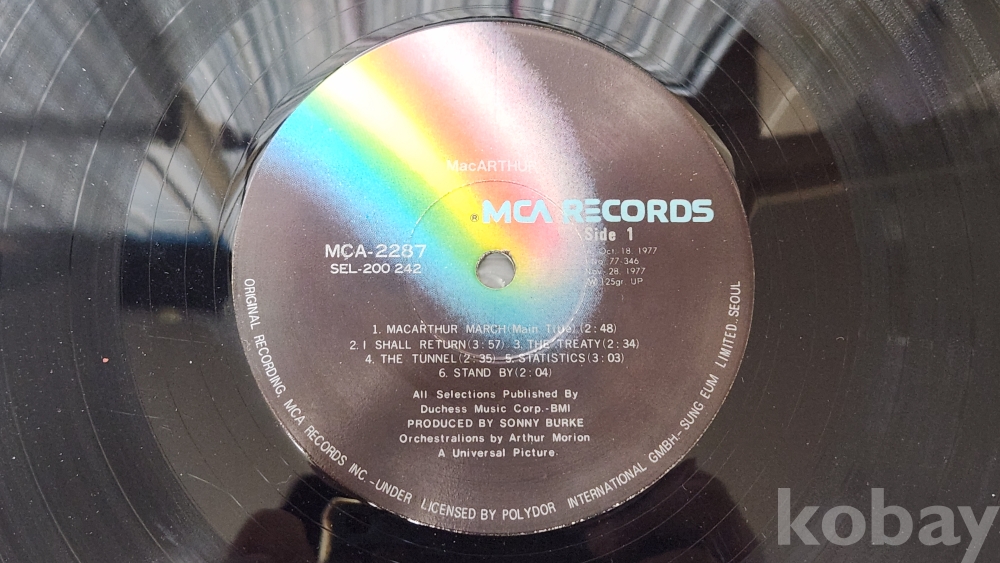 MacARTHUR
® MCA RECORDS
Side 1
MCA-2287
SEL-200 242
Oct. 18. 1977
No. 77-346
Nov. 28. 1977
125gr. UP
1. MACARTHUR MARCH(Main Title)(2:48)
2. I SHALL RETURN(3:57) 3. THE TREATY(2:34)
4. THE TUNNEL(2:35) 5. STATISTICS(3:03)
6. STAND BY(2:04)
All Selections Published By
Duchess Music Corp.-BMI
PRODUCED BY SONNY BURKE
Orchestralions by Arthur Morion
A Universal Picture.
ORIGINAL RECORDING, MCA RECORDS INC -UNDER LICENSED BY POLYDOR INTERNATIONAL GMBH.- SUNG EUM LIMITED. SEOUL
kobay